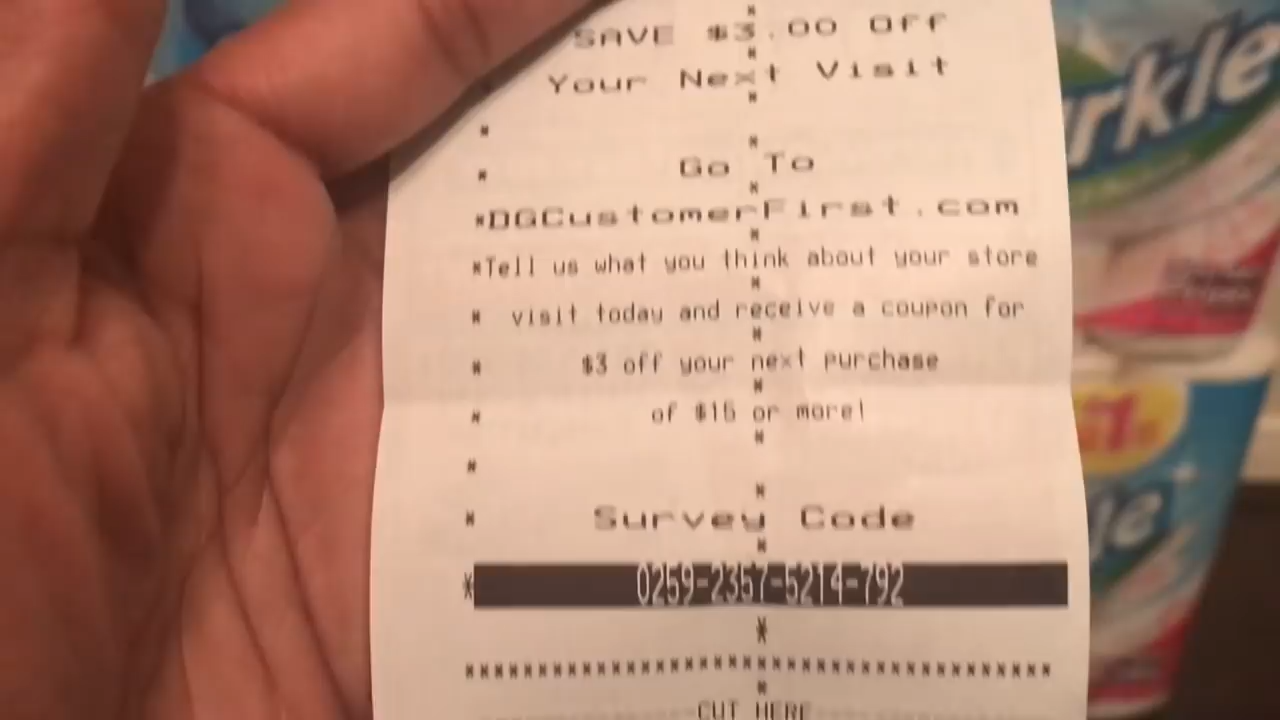 SAVE $3.00 Off
Your Next Visit
Go To
*DGCustomerFirst.com
*Tell us what you think about your store
* visit today and receive a coupon for
* $3 off your next purchase
* of $15 or more!
* Survey Code
* 0259-2357-5214-792
*****************************************
CUT HERE
rkle
le